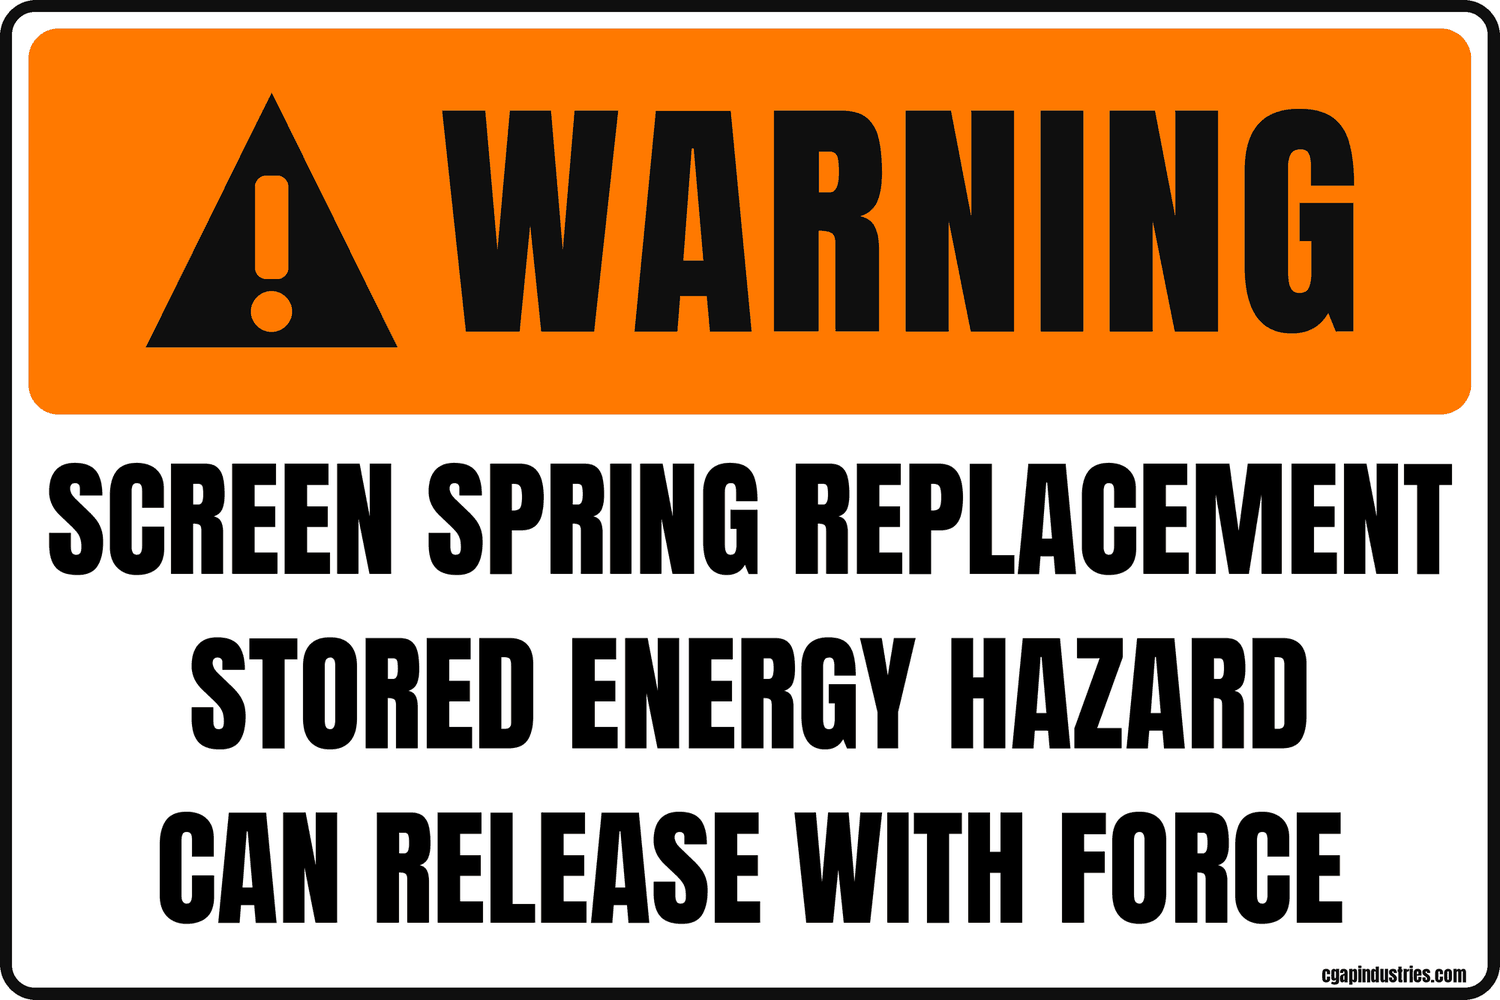 WARNING
SCREEN SPRING REPLACEMENT
STORED ENERGY HAZARD
CAN RELEASE WITH FORCE
cgapindustries.com